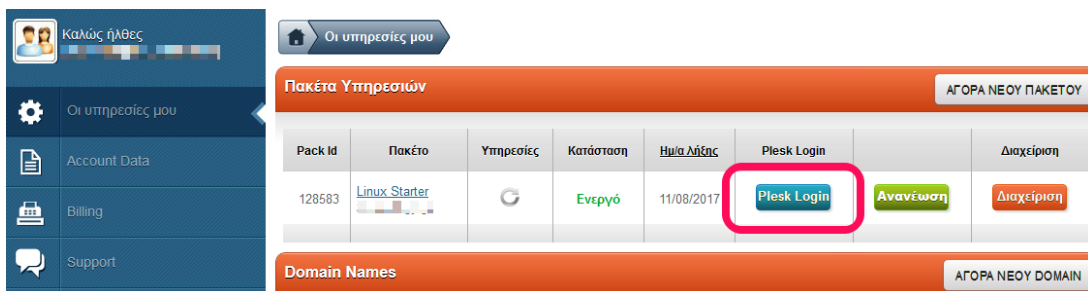 Καλώς ήλθες
Οι υπηρεσίες μου
Account Data
Billing
Support
Οι υπηρεσίες μου
Πακέτα Υπηρεσιών
ΑΓΟΡΑ ΝΕΟΥ ΠΑΚΕΤΟΥ
Pack Id Πακέτο Υπηρεσίες Κατάσταση Ημ/α Λήξης Plesk Login Διαχείριση
128583 Linux Starter Ενεργό 11/08/2017 Plesk Login Ανανέωση Διαχείριση
Domain Names
ΑΓΟΡΑ ΝΕΟΥ DOMAIN